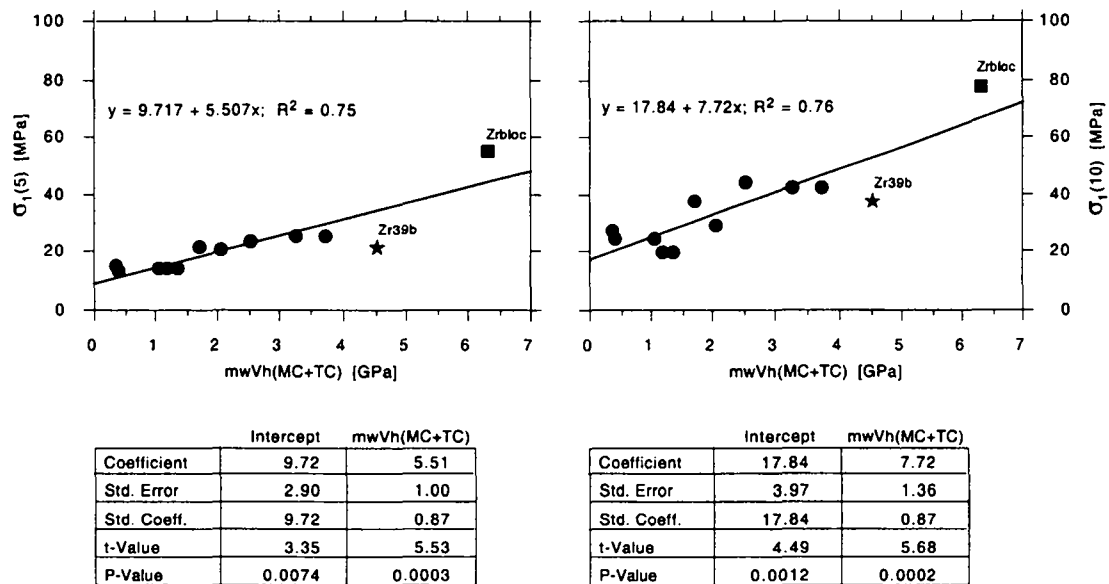 100
80
60
40
20
0
σ1(5) [MPa]
y = 9.717 + 5.507x; R² = 0.75
Zrbloc
Zr39b
0 1 2 3 4 5 6 7
mwVh(MC+TC) [GPa]
100
80
60
40
20
0
σ1(10) [MPa]
y = 17.84 + 7.72x; R² = 0.76
Zrbloc
Zr39b
0 1 2 3 4 5 6 7
mwVh(MC+TC) [GPa]
Intercept mwVh(MC+TC)
Coefficient 9.72 5.51
Std. Error 2.90 1.00
Std. Coeff. 9.72 0.87
t-Value 3.35 5.53
P-Value 0.0074 0.0003
Intercept mwVh(MC+TC)
Coefficient 17.84 7.72
Std. Error 3.97 1.36
Std. Coeff. 17.84 0.87
t-Value 4.49 5.68
P-Value 0.0012 0.0002